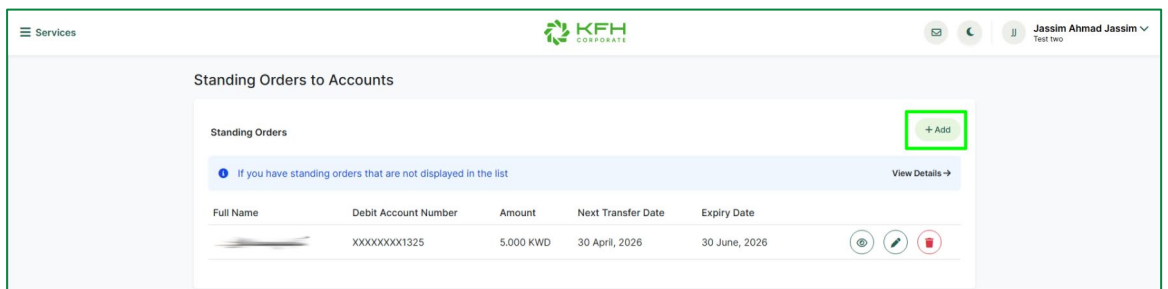 Services
KFH
CORPORATE
JJ
Jassim Ahmad Jassim
Test two
Standing Orders to Accounts
Standing Orders
+ Add
If you have standing orders that are not displayed in the list
View Details →
Full Name Debit Account Number Amount Next Transfer Date Expiry Date
XXXXXXXX1325 5.000 KWD 30 April, 2026 30 June, 2026